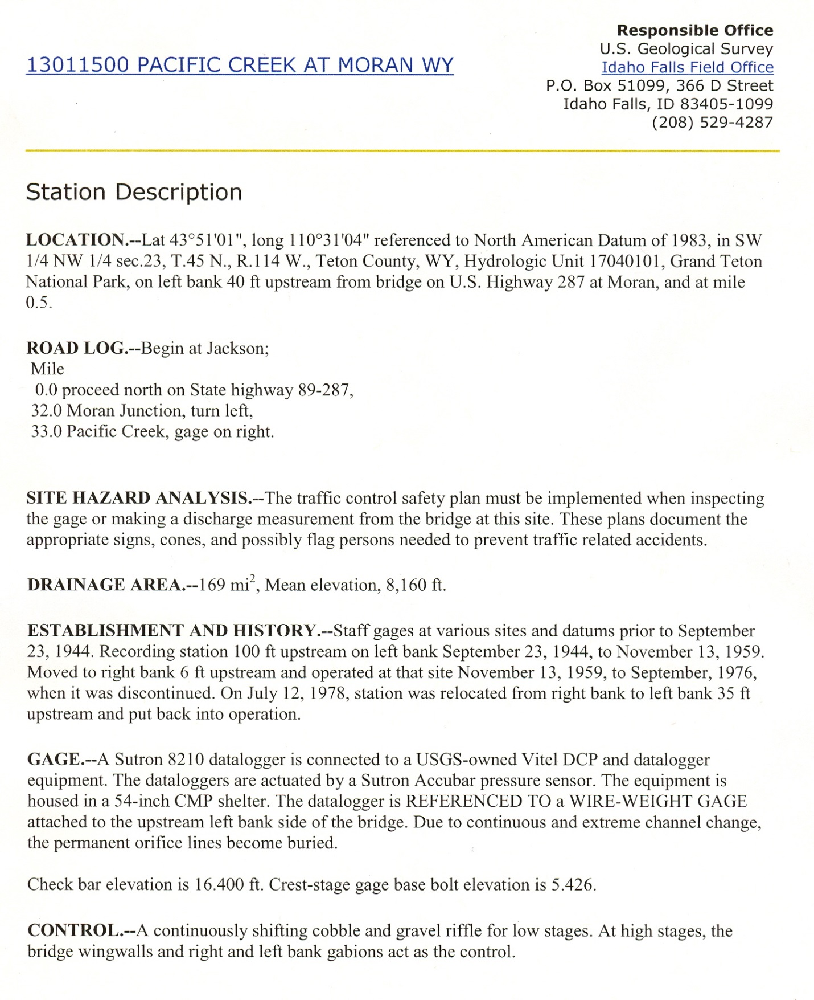 Responsible Office
U.S. Geological Survey
13011500 PACIFIC CREEK AT MORAN WY
Idaho Falls Field Office
P.O. Box 51099, 366 D Street
Idaho Falls, ID 83405-1099
(208) 529-4287
Station Description
LOCATION.--Lat 43°51'01", long 110°31'04" referenced to North American Datum of 1983, in SW
1/4 NW 1/4 sec.23, T.45 N., R.114 W., Teton County, WY, Hydrologic Unit 17040101, Grand Teton
National Park, on left bank 40 ft upstream from bridge on U.S. Highway 287 at Moran, and at mile
0.5.
ROAD LOG.--Begin at Jackson;
Mile
0.0 proceed north on State highway 89-287,
32.0 Moran Junction, turn left,
33.0 Pacific Creek, gage on right.
SITE HAZARD ANALYSIS.--The traffic control safety plan must be implemented when inspecting
the gage or making a discharge measurement from the bridge at this site. These plans document the
appropriate signs, cones, and possibly flag persons needed to prevent traffic related accidents.
DRAINAGE AREA.--169 mi², Mean elevation, 8,160 ft.
ESTABLISHMENT AND HISTORY.--Staff gages at various sites and datums prior to September
23, 1944. Recording station 100 ft upstream on left bank September 23, 1944, to November 13, 1959.
Moved to right bank 6 ft upstream and operated at that site November 13, 1959, to September, 1976,
when it was discontinued. On July 12, 1978, station was relocated from right bank to left bank 35 ft
upstream and put back into operation.
GAGE.--A Sutron 8210 datalogger is connected to a USGS-owned Vitel DCP and datalogger
equipment. The dataloggers are actuated by a Sutron Accubar pressure sensor. The equipment is
housed in a 54-inch CMP shelter. The datalogger is REFERENCED TO a WIRE-WEIGHT GAGE
attached to the upstream left bank side of the bridge. Due to continuous and extreme channel change,
the permanent orifice lines become buried.
Check bar elevation is 16.400 ft. Crest-stage gage base bolt elevation is 5.426.
CONTROL.--A continuously shifting cobble and gravel riffle for low stages. At high stages, the
bridge wingwalls and right and left bank gabions act as the control.